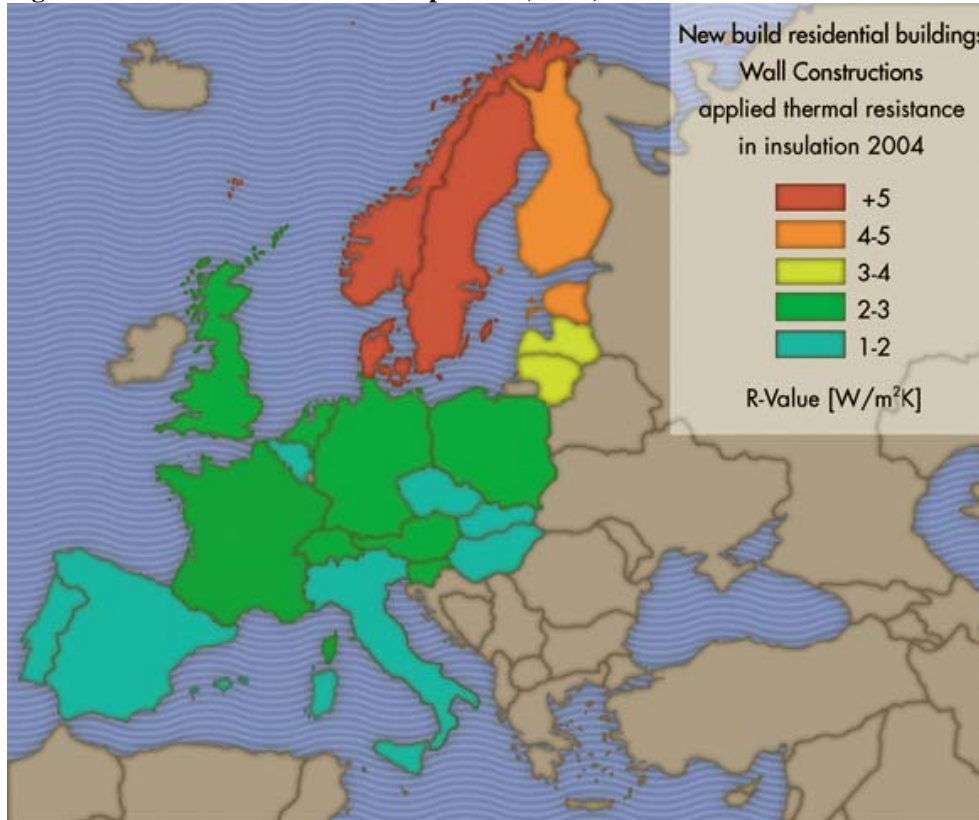 New build residential buildings
Wall Constructions
applied thermal resistance
in insulation 2004
+5
4-5
3-4
2-3
1-2
R-Value [W/m²K]